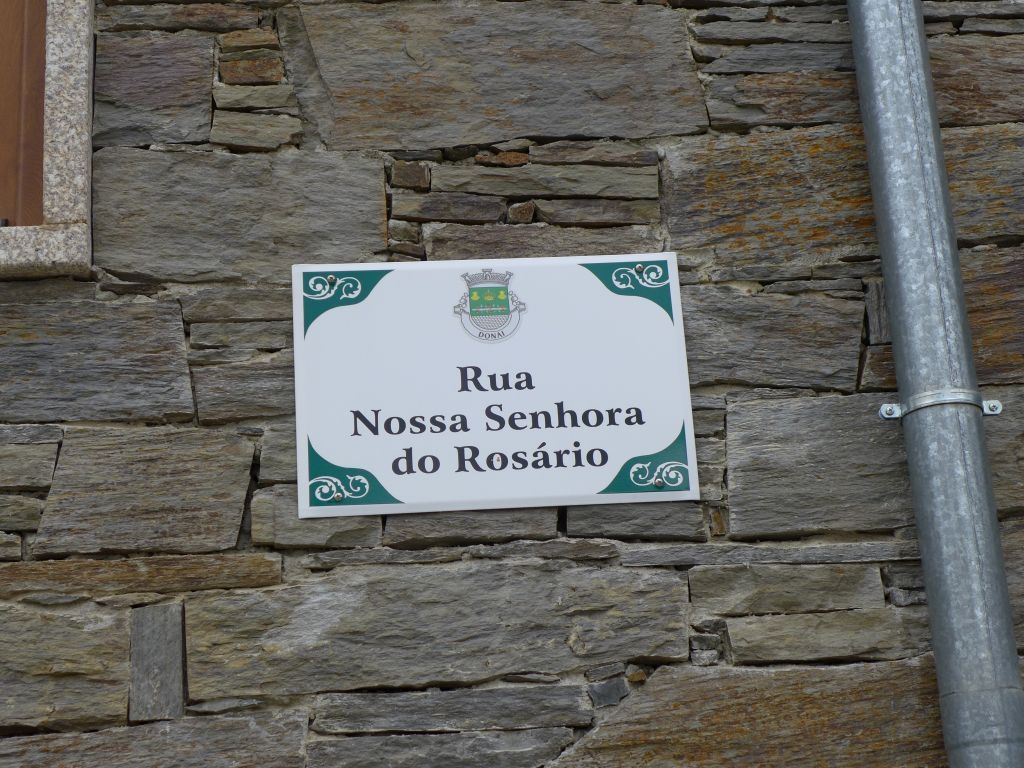 DONAI
Rua
Nossa Senhora
do Rosário